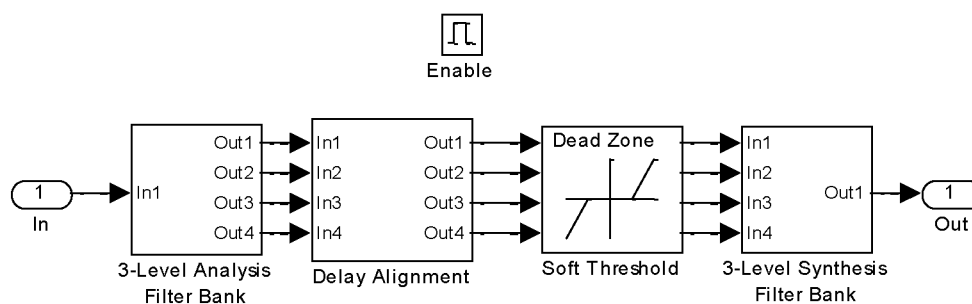 Enable
1
In
In1
Out1
Out2
Out3
Out4
3-Level Analysis
Filter Bank
In1
In2
In3
In4
Out1
Out2
Out3
Out4
Delay Alignment
Dead Zone
Soft Threshold
In1
In2
In3
In4
Out1
3-Level Synthesis
Filter Bank
1
Out